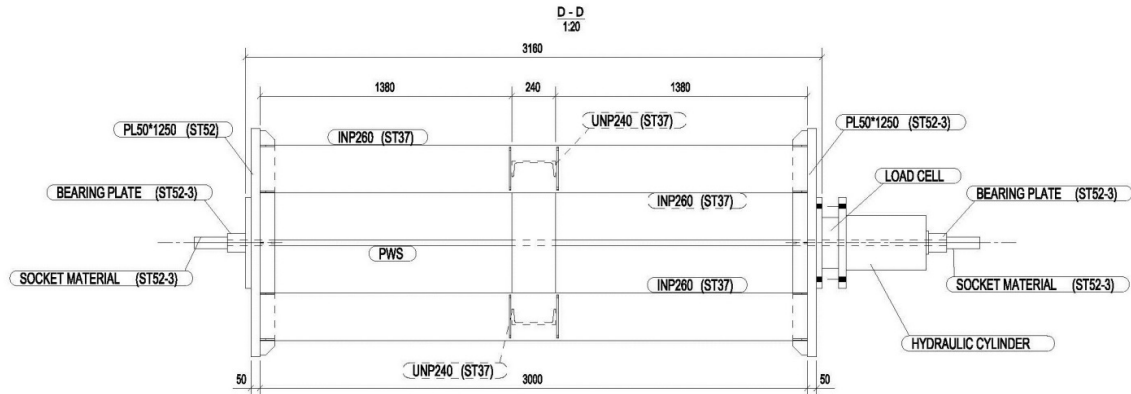 D - D
1:20
3160
1380
240
1380
UNP240 (ST37)
PL50*1250 (ST52)
INP260 (ST37)
PL50*1250 (ST52-3)
LOAD CELL
BEARING PLATE (ST52-3)
INP260 (ST37)
BEARING PLATE (ST52-3)
PWS
SOCKET MATERIAL (ST52-3)
INP260 (ST37)
SOCKET MATERIAL (ST52-3)
HYDRAULIC CYLINDER
UNP240 (ST37)
50
3000
50